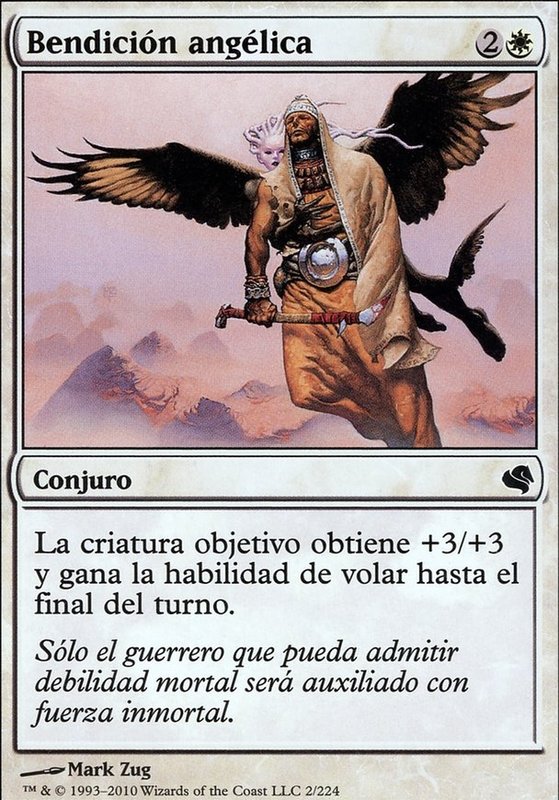 Bendición angélica 2
Conjuro
La criatura objetivo obtiene +3/+3
y gana la habilidad de volar hasta el
final del turno.
Sólo el guerrero que pueda admitir
debilidad mortal será auxiliado con
fuerza inmortal.
Mark Zug
™ & © 1993–2010 Wizards of the Coast LLC 2/224